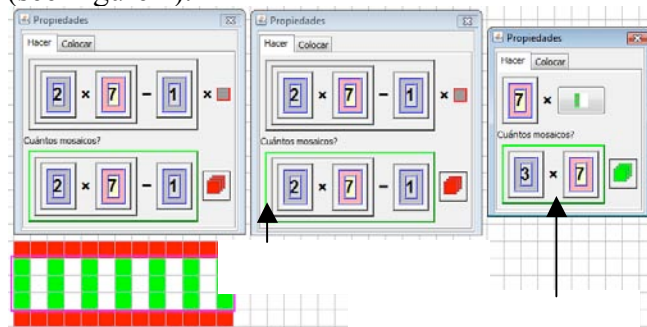 (see Figure 1).
Propiedades
Hacer Colocar
2 × 7 - 1 ×
Cuántos mosaicos?
2 × 7 - 1
Propiedades
Hacer Colocar
2 × 7 - 1 ×
Cuántos mosaicos?
2 × 7 - 1
Propiedades
Hacer Colocar
7 ×
Cuántos mosaicos?
3 × 7